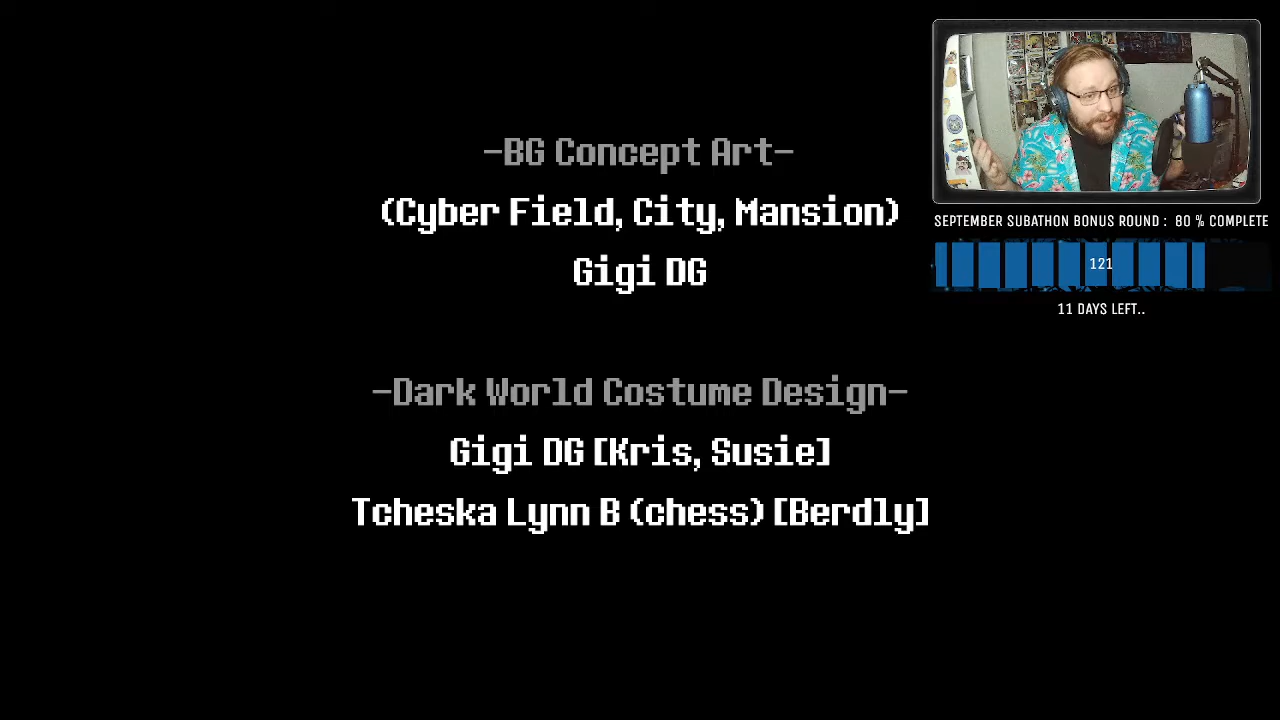 -BG Concept Art-
(Cyber Field, City, Mansion)
Gigi DG
-Dark World Costume Design-
Gigi DG [Kris, Susie]
Tcheska Lynn B (chess) [Berdly]
SEPTEMBER SUBATHON BONUS ROUND : 80 % COMPLETE
121
11 DAYS LEFT..